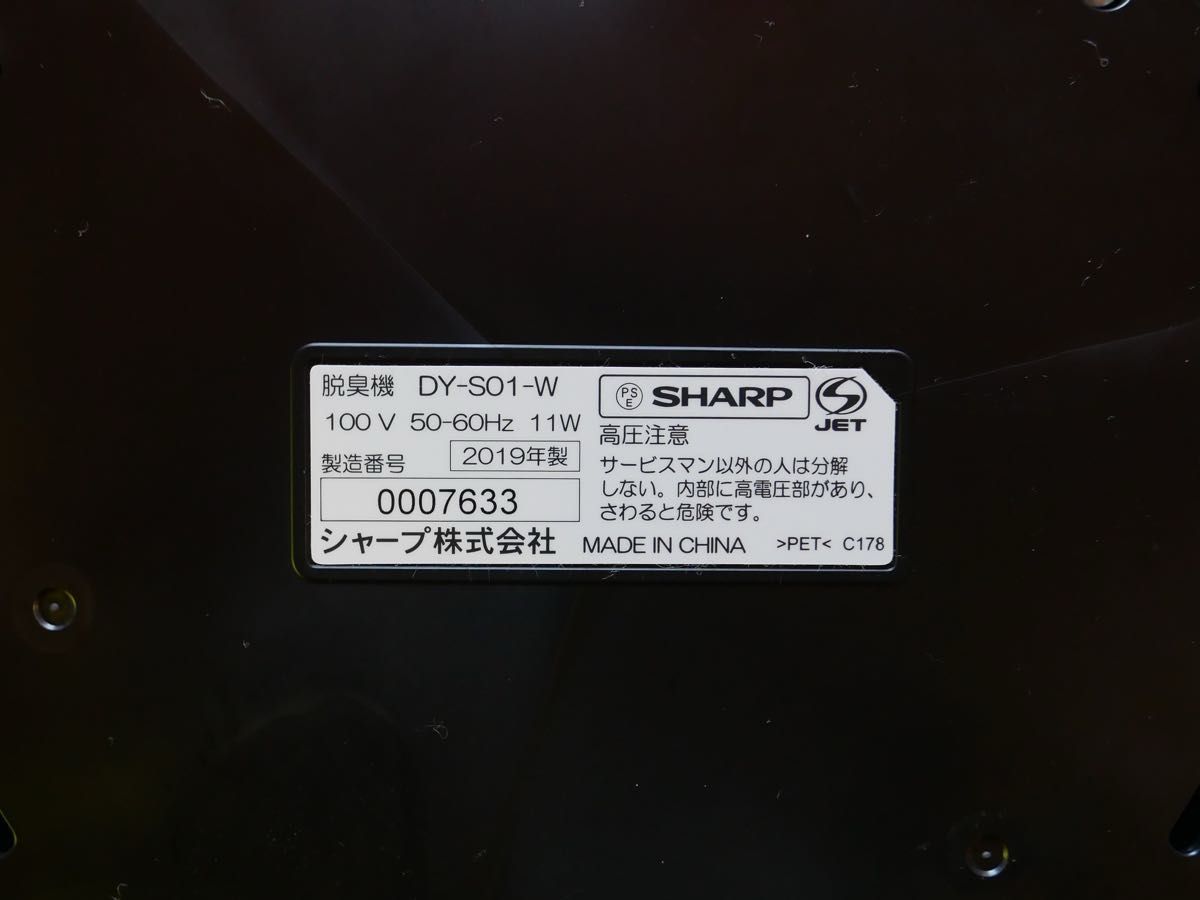 脱臭機 DY-S01-W
100V 50-60Hz 11W
製造番号 2019年製
0007633
シャープ株式会社 MADE IN CHINA >PET< C178
PS
E
SHARP
JET
高圧注意
サービスマン以外の人は分解
しない。内部に高電圧部があり、
さわると危険です。